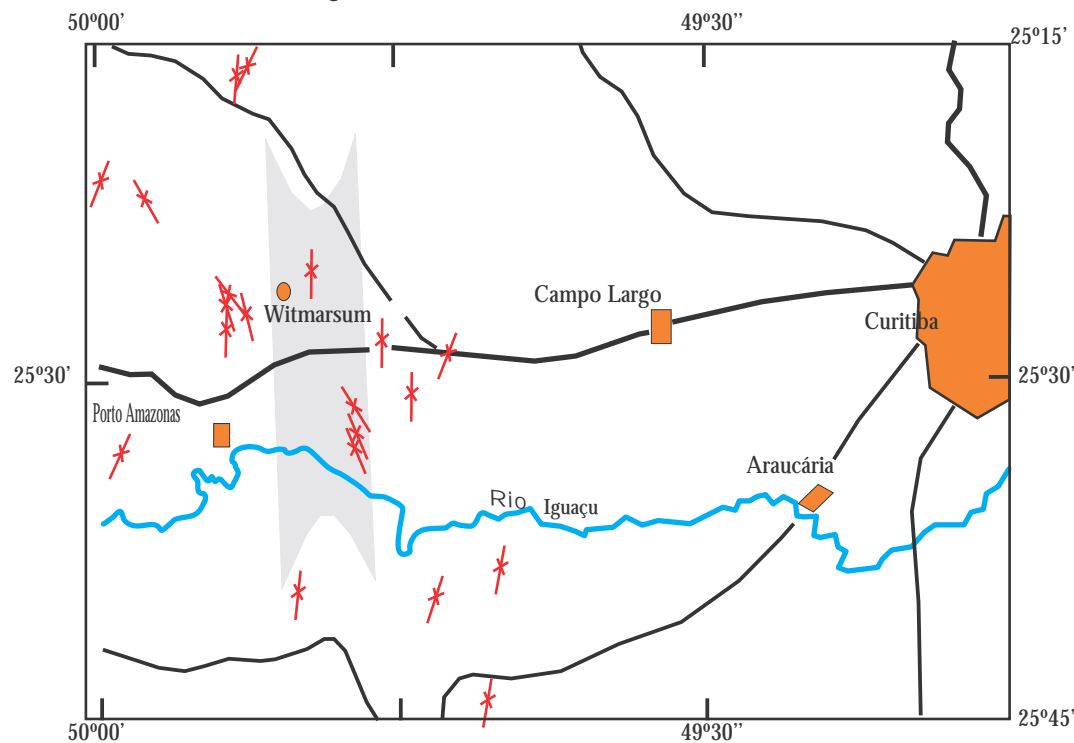 50º00'
49º30''
25º15'
Campo Largo
Witmarsum
Curitiba
25º30'
25º30'
Porto Amazonas
Araucária
Rio Iguaçu
50º00'
49º30''
25º45'